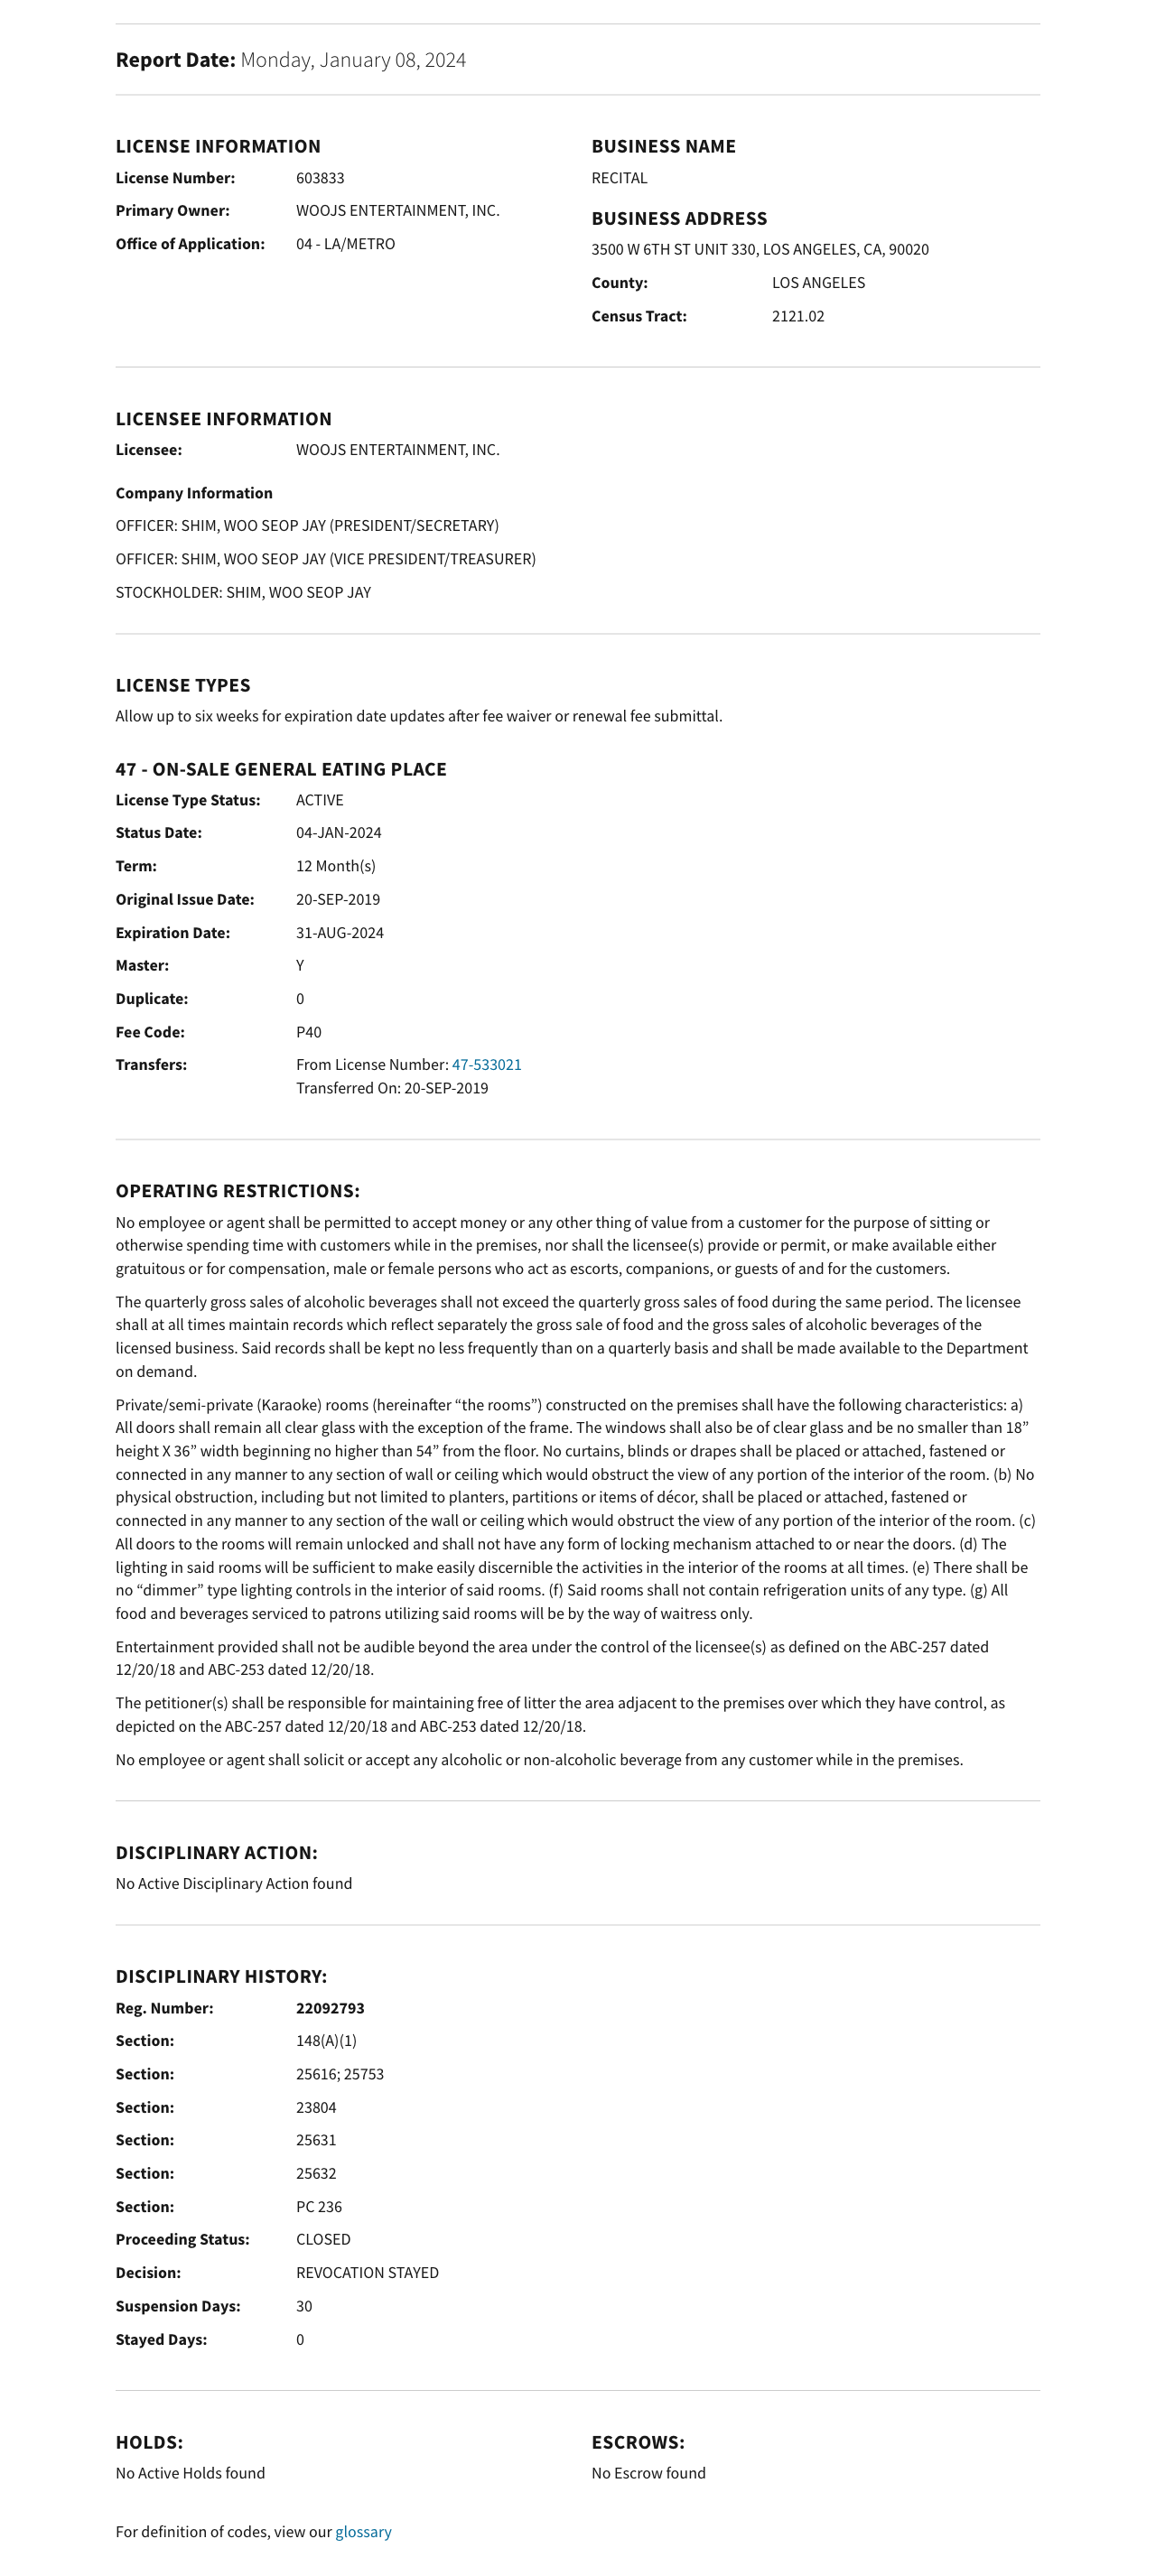 Report Date: Monday, January 08, 2024
LICENSE INFORMATION
License Number: 603833
Primary Owner: WOOJS ENTERTAINMENT, INC.
Office of Application: 04 - LA/METRO
BUSINESS NAME
RECITAL
BUSINESS ADDRESS
3500 W 6TH ST UNIT 330, LOS ANGELES, CA, 90020
County: LOS ANGELES
Census Tract: 2121.02
LICENSEE INFORMATION
Licensee: WOOJS ENTERTAINMENT, INC.
Company Information
OFFICER: SHIM, WOO SEOP JAY (PRESIDENT/SECRETARY)
OFFICER: SHIM, WOO SEOP JAY (VICE PRESIDENT/TREASURER)
STOCKHOLDER: SHIM, WOO SEOP JAY
LICENSE TYPES
Allow up to six weeks for expiration date updates after fee waiver or renewal fee submittal.
47 - ON-SALE GENERAL EATING PLACE
License Type Status: ACTIVE
Status Date: 04-JAN-2024
Term: 12 Month(s)
Original Issue Date: 20-SEP-2019
Expiration Date: 31-AUG-2024
Master: Y
Duplicate: 0
Fee Code: P40
Transfers: From License Number: 47-533021
Transferred On: 20-SEP-2019
OPERATING RESTRICTIONS:
No employee or agent shall be permitted to accept money or any other thing of value from a customer for the purpose of sitting or
otherwise spending time with customers while in the premises, nor shall the licensee(s) provide or permit, or make available either
gratuitous or for compensation, male or female persons who act as escorts, companions, or guests of and for the customers.
The quarterly gross sales of alcoholic beverages shall not exceed the quarterly gross sales of food during the same period. The licensee
shall at all times maintain records which reflect separately the gross sale of food and the gross sales of alcoholic beverages of the
licensed business. Said records shall be kept no less frequently than on a quarterly basis and shall be made available to the Department
on demand.
Private/semi-private (Karaoke) rooms (hereinafter “the rooms”) constructed on the premises shall have the following characteristics: a)
All doors shall remain all clear glass with the exception of the frame. The windows shall also be of clear glass and be no smaller than 18”
height X 36” width beginning no higher than 54” from the floor. No curtains, blinds or drapes shall be placed or attached, fastened or
connected in any manner to any section of wall or ceiling which would obstruct the view of any portion of the interior of the room. (b) No
physical obstruction, including but not limited to planters, partitions or items of décor, shall be placed or attached, fastened or
connected in any manner to any section of the wall or ceiling which would obstruct the view of any portion of the interior of the room. (c)
All doors to the rooms will remain unlocked and shall not have any form of locking mechanism attached to or near the doors. (d) The
lighting in said rooms will be sufficient to make easily discernible the activities in the interior of the rooms at all times. (e) There shall be
no “dimmer” type lighting controls in the interior of said rooms. (f) Said rooms shall not contain refrigeration units of any type. (g) All
food and beverages serviced to patrons utilizing said rooms will be by the way of waitress only.
Entertainment provided shall not be audible beyond the area under the control of the licensee(s) as defined on the ABC-257 dated
12/20/18 and ABC-253 dated 12/20/18.
The petitioner(s) shall be responsible for maintaining free of litter the area adjacent to the premises over which they have control, as
depicted on the ABC-257 dated 12/20/18 and ABC-253 dated 12/20/18.
No employee or agent shall solicit or accept any alcoholic or non-alcoholic beverage from any customer while in the premises.
DISCIPLINARY ACTION:
No Active Disciplinary Action found
DISCIPLINARY HISTORY:
Reg. Number: 22092793
Section: 148(A)(1)
Section: 25616; 25753
Section: 23804
Section: 25631
Section: 25632
Section: PC 236
Proceeding Status: CLOSED
Decision: REVOCATION STAYED
Suspension Days: 30
Stayed Days: 0
HOLDS:
No Active Holds found
ESCROWS:
No Escrow found
For definition of codes, view our glossary